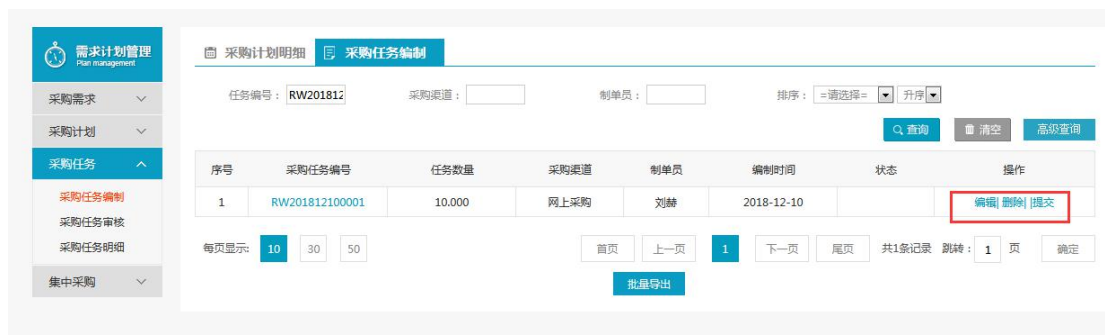 需求计划管理
Plan management
采购需求
采购计划
采购任务
采购任务编制
采购任务审核
采购任务明细
集中采购
采购计划明细 采购任务编制
任务编号： RW201812 采购渠道： 制单员： 排序： =请选择= 升序
查询 清空 高级查询
序号 采购任务编号 任务数量 采购渠道 制单员 编制时间 状态 操作
1 RW201812100001 10.000 网上采购 刘赫 2018-12-10 编辑| 删除| |提交
每页显示: 10 30 50 首页 上一页 1 下一页 尾页 共1条记录 跳转： 1 页 确定
批量导出